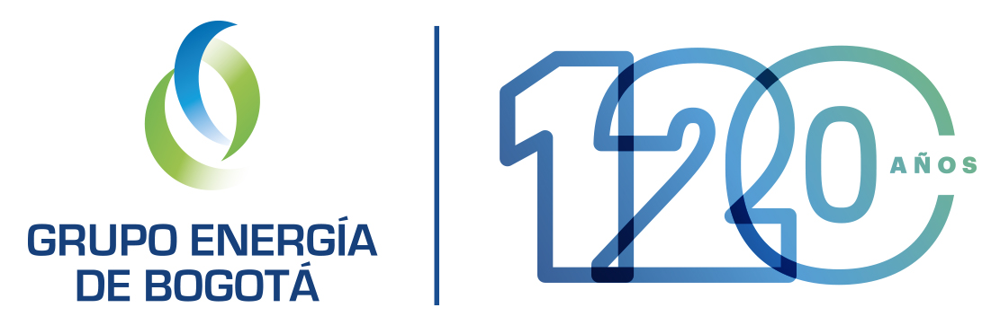 GRUPO ENERGÍA
DE BOGOTÁ
120
AÑOS